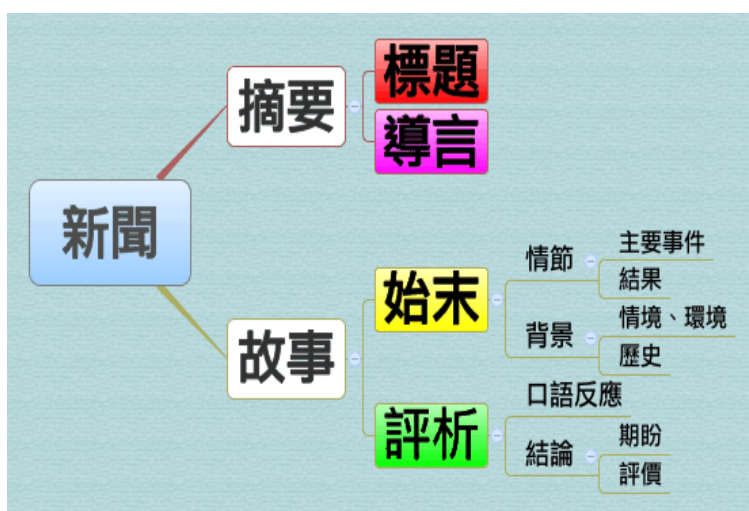 新聞
摘要
標題
導言
故事
始末
情節
主要事件
結果
背景
情境、環境
歷史
評析
口語反應
結論
期盼
評價